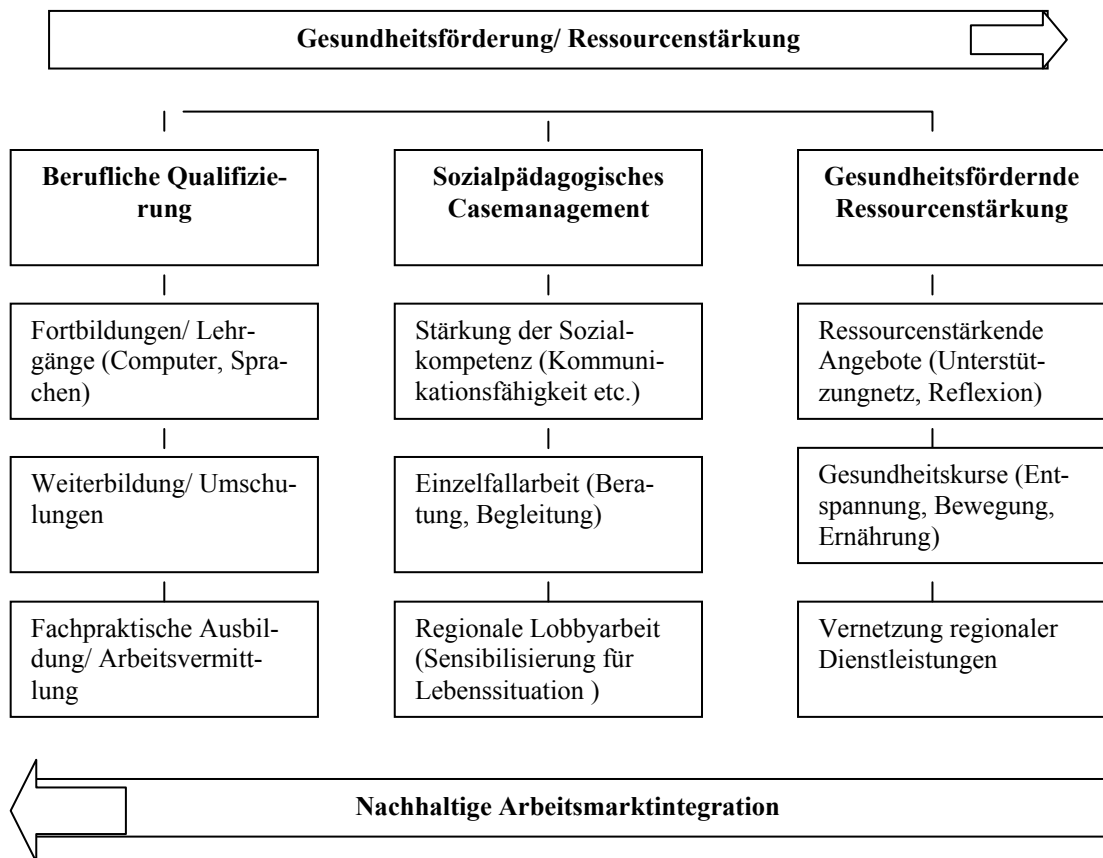 Gesundheitsförderung/ Ressourcenstärkung
Berufliche Qualifizie-
rung
Sozialpädagogisches
Casemanagement
Gesundheitsfördernde
Ressourcenstärkung
Fortbildungen/ Lehr-
gänge (Computer, Spra-
chen)
Stärkung der Sozial-
kompetenz (Kommuni-
kationsfähigkeit etc.)
Ressourcenstärkende
Angebote (Unterstüt-
zungnetz, Reflexion)
Weiterbildung/ Umschu-
lungen
Einzelfallarbeit (Bera-
tung, Begleitung)
Gesundheitskurse (Ent-
spannung, Bewegung,
Ernährung)
Fachpraktische Ausbil-
dung/ Arbeitsvermitt-
lung
Regionale Lobbyarbeit
(Sensibilisierung für
Lebenssituation )
Vernetzung regionaler
Dienstleistungen
Nachhaltige Arbeitsmarktintegration